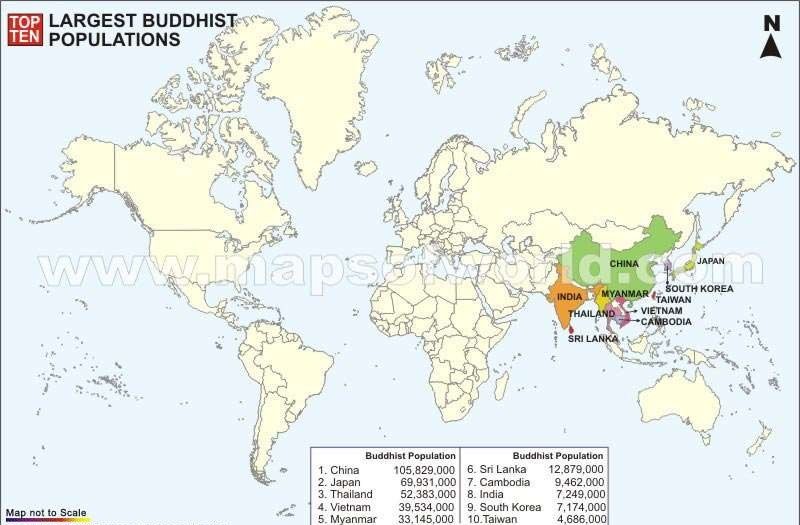 TOP
TEN
LARGEST BUDDHIST
POPULATIONS
N
www.mapsofworld.com
CHINA
JAPAN
SOUTH KOREA
INDIA
MYANMAR
TAIWAN
THAILAND
VIETNAM
CAMBODIA
SRI LANKA
Buddhist Population
1. China 105,829,000
2. Japan 69,931,000
3. Thailand 52,383,000
4. Vietnam 39,534,000
5. Myanmar 33,145,000
Buddhist Population
6. Sri Lanka 12,879,000
7. Cambodia 9,462,000
8. India 7,249,000
9. South Korea 7,174,000
10.Taiwan 4,686,000
Map not to Scale